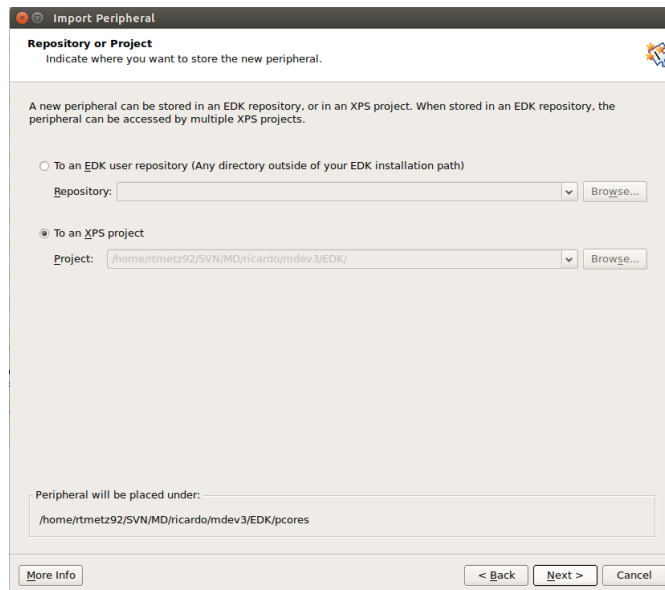 Import Peripheral
Repository or Project
Indicate where you want to store the new peripheral.
A new peripheral can be stored in an EDK repository, or in an XPS project. When stored in an EDK repository, the
peripheral can be accessed by multiple XPS projects.
To an EDK user repository (Any directory outside of your EDK installation path)
Repository: Browse...
To an XPS project
Project: /home/rtmetz92/SVN/MD/ricardo/mdev3/EDK/ Browse...
Peripheral will be placed under:
/home/rtmetz92/SVN/MD/ricardo/mdev3/EDK/pcores
More Info < Back Next > Cancel